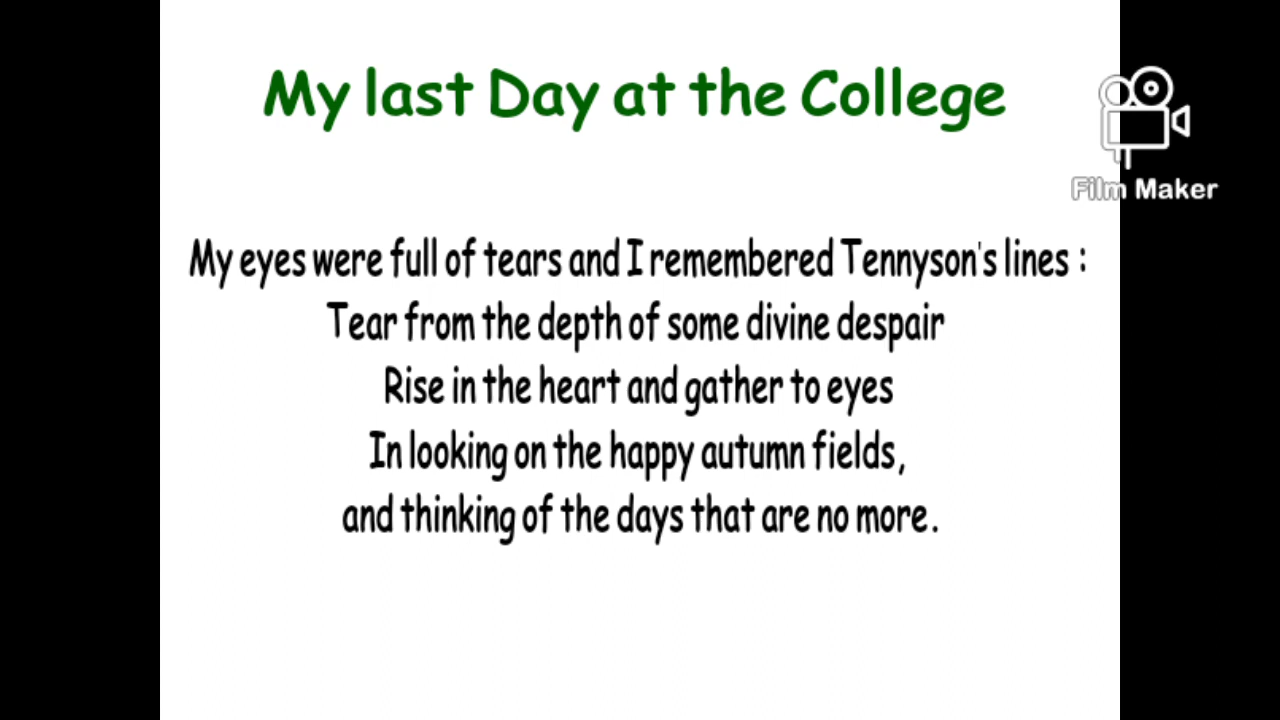 My last Day at the College
Film Maker
My eyes were full of tears and I remembered Tennyson's lines :
Tear from the depth of some divine despair
Rise in the heart and gather to eyes
In looking on the happy autumn fields,
and thinking of the days that are no more.